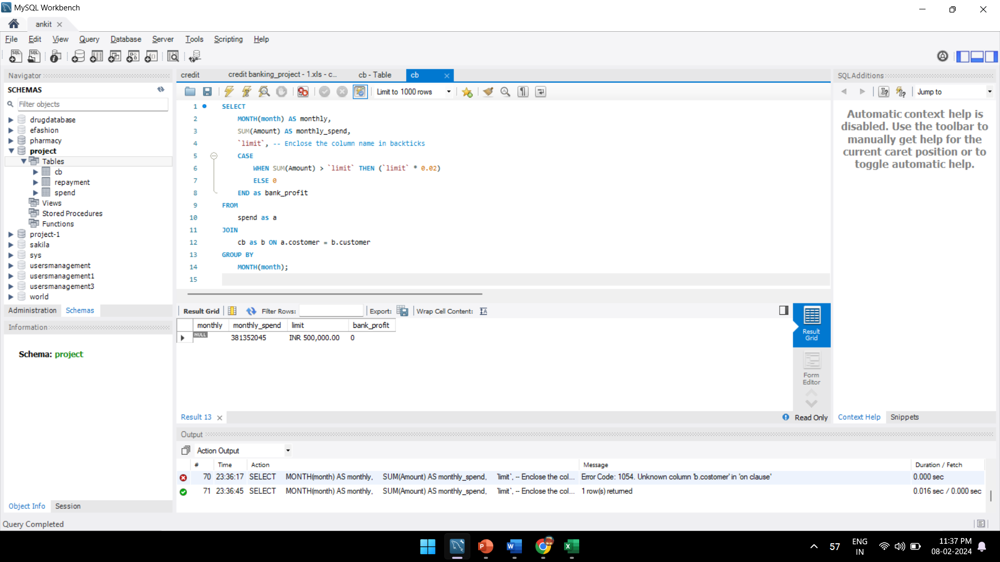 MySQL Workbench
ankit
File Edit View Query Database Server Tools Scripting Help
Navigator
SCHEMAS
Filter objects
drugdatabase
efashion
pharmacy
project
Tables
cb
repayment
spend
Views
Stored Procedures
Functions
project-1
sakila
sys
usersmanagement
usersmanagement1
usersmanagement3
world
Administration Schemas
Information
Schema: project
Object Info Session
Query Completed
credit credit banking_project - 1.xls - c... cb - Table cb
Limit to 1000 rows
1 SELECT
2 MONTH(month) AS monthly,
3 SUM(Amount) AS monthly_spend,
4 `limit`, -- Enclose the column name in backticks
5 CASE
6 WHEN SUM(Amount) > `limit` THEN (`limit` * 0.02)
7 ELSE 0
8 END as bank_profit
9 FROM
10 spend as a
11 JOIN
12 cb as b ON a.costomer = b.customer
13 GROUP BY
14 MONTH(month);
15
Result Grid Filter Rows: Export: Wrap Cell Content:
monthly monthly_spend limit bank_profit
NULL 381352045 INR 500,000.00 0
Result Grid
Form Editor
Result 13 Read Only
SQLAdditions
Jump to
Automatic context help is
disabled. Use the toolbar to
manually get help for the
current caret position or to
toggle automatic help.
Context Help Snippets
Output
Action Output
# Time Action Message Duration / Fetch
70 23:36:17 SELECT MONTH(month) AS monthly, SUM(Amount) AS monthly_spend, `limit`, -- Enclose the col... Error Code: 1054. Unknown column 'b.costomer' in 'on clause' 0.000 sec
71 23:36:45 SELECT MONTH(month) AS monthly, SUM(Amount) AS monthly_spend, `limit`, -- Enclose the col... 1 row(s) returned 0.016 sec / 0.000 sec
57
ENG
IN
11:37 PM
08-02-2024